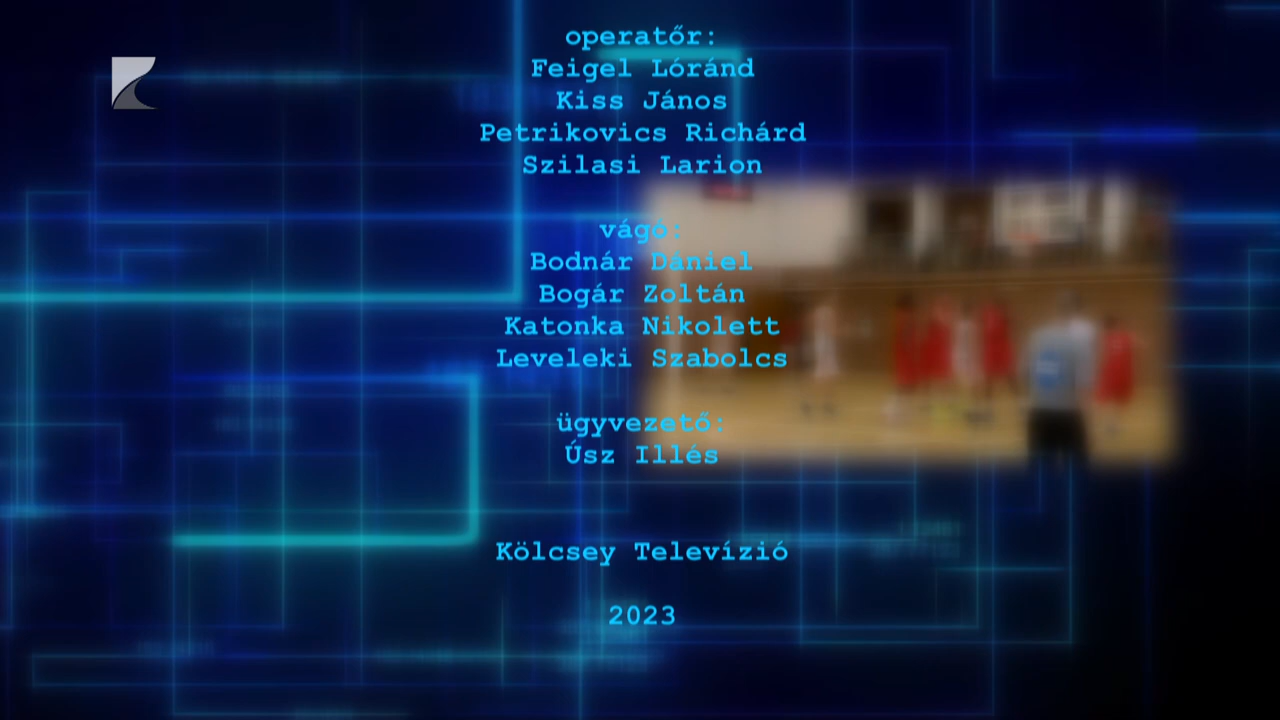 operatőr:
Feigel Lóránd
Kiss János
Petrikovics Richárd
Szilasi Larion
vágó:
Bodnár Dániel
Bogár Zoltán
Katonka Nikolett
Leveleki Szabolcs
ügyvezető:
Úsz Illés
Kölcsey Televízió
2023